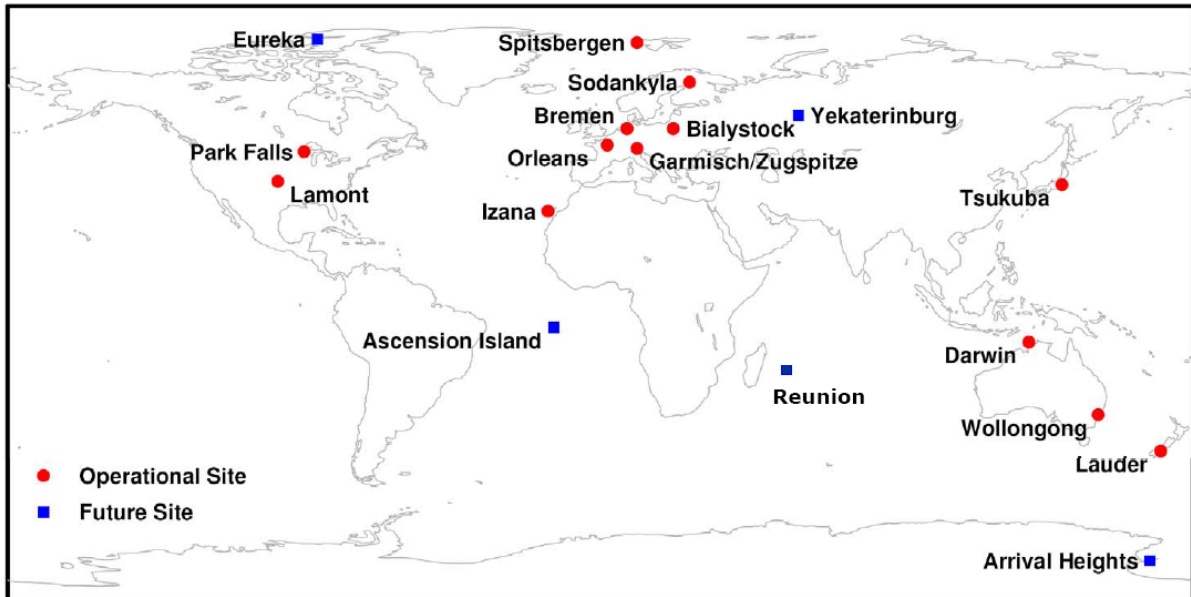 Eureka
Spitsbergen
Sodankyla
Bremen
Bialystock
Yekaterinburg
Park Falls
Orleans
Garmisch/Zugspitze
Lamont
Tsukuba
Izana
Ascension Island
Darwin
Reunion
Wollongong
Lauder
Operational Site
Future Site
Arrival Heights